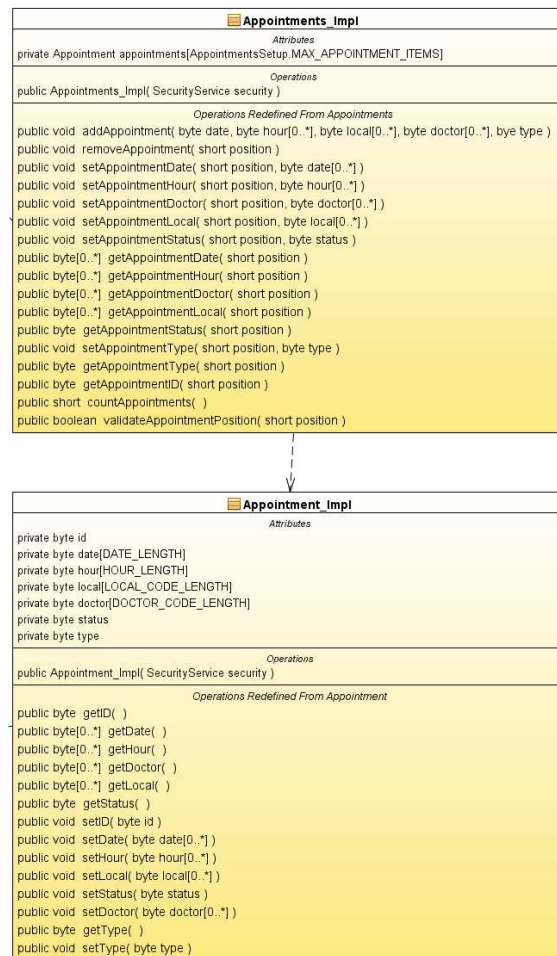 Appointments_Impl
Attributes
private Appointment appointments[AppointmentsSetup.MAX_APPOINTMENT_ITEMS]
Operations
public Appointments_Impl( SecurityService security )
Operations Redefined From Appointments
public void addAppointment( byte date, byte hour[0..*], byte local[0..*], byte doctor[0..*], bye type )
public void removeAppointment( short position )
public void setAppointmentDate( short position, byte date[0..*] )
public void setAppointmentHour( short position, byte hour[0..*] )
public void setAppointmentDoctor( short position, byte doctor[0..*] )
public void setAppointmentLocal( short position, byte local[0..*] )
public void setAppointmentStatus( short position, byte status )
public byte[0..*] getAppointmentDate( short position )
public byte[0..*] getAppointmentHour( short position )
public byte[0..*] getAppointmentDoctor( short position )
public byte[0..*] getAppointmentLocal( short position )
public byte getAppointmentStatus( short position )
public void setAppointmentType( short position, byte type )
public byte getAppointmentType( short position )
public byte getAppointmentID( short position )
public short countAppointments( )
public boolean validateAppointmentPosition( short position )
Appointment_Impl
Attributes
private byte id
private byte date[DATE_LENGTH]
private byte hour[HOUR_LENGTH]
private byte local[LOCAL_CODE_LENGTH]
private byte doctor[DOCTOR_CODE_LENGTH]
private byte status
private byte type
Operations
public Appointment_Impl( SecurityService security )
Operations Redefined From Appointment
public byte getID( )
public byte[0..*] getDate( )
public byte[0..*] getHour( )
public byte[0..*] getDoctor( )
public byte[0..*] getLocal( )
public byte getStatus( )
public void setID( byte id )
public void setDate( byte date[0..*] )
public void setHour( byte hour[0..*] )
public void setLocal( byte local[0..*] )
public void setStatus( byte status )
public void setDoctor( byte doctor[0..*] )
public byte getType( )
public void setType( byte type )